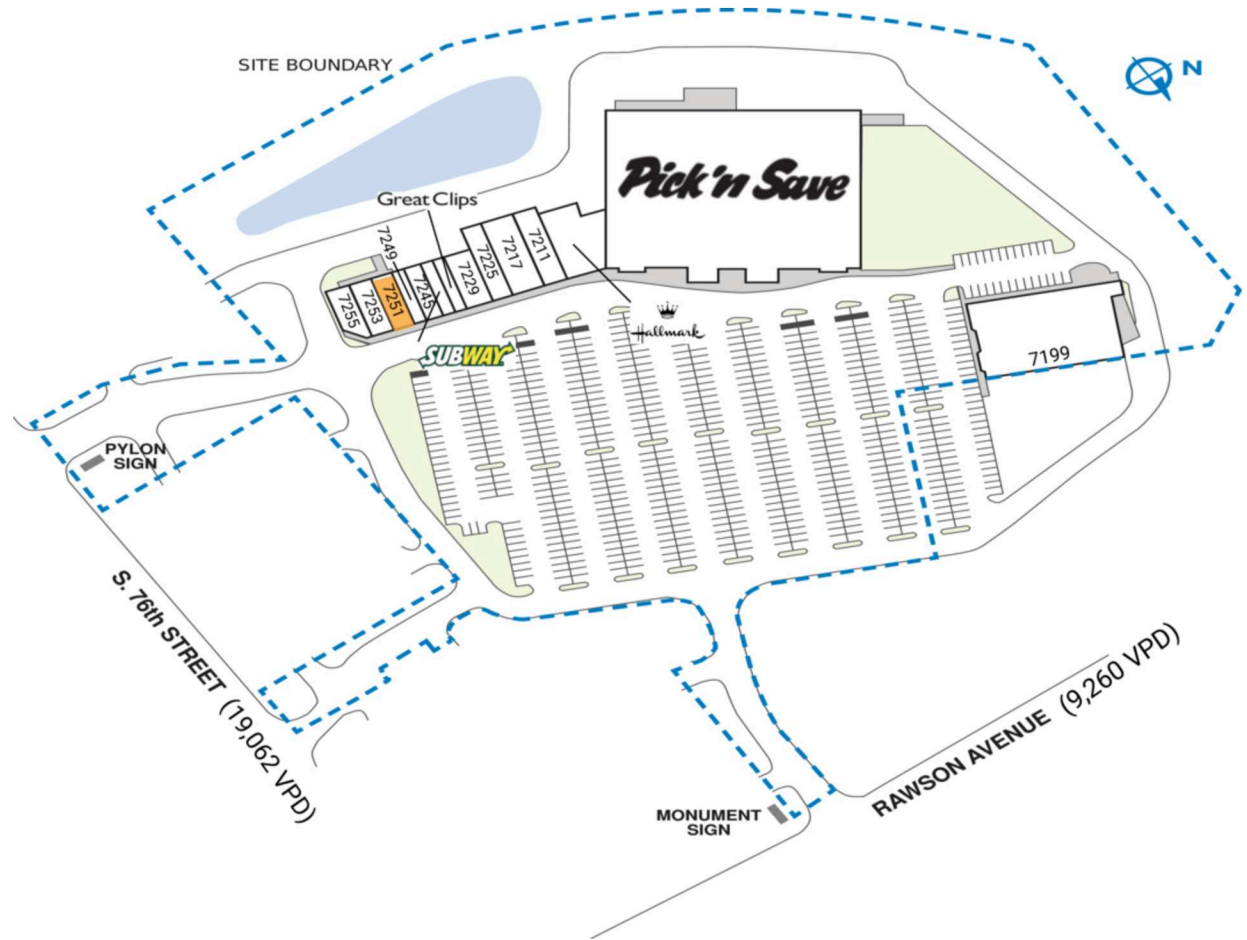 SITE BOUNDARY
N
Pick 'n Save
Great Clips
7249
7211
7217
7225
7229
7245
7251
7253
7255
Hallmark
SUBWAY
7199
PYLON
SIGN
S. 76th STREET (19,062 VPD)
RAWSON AVENUE (9,260 VPD)
MONUMENT
SIGN